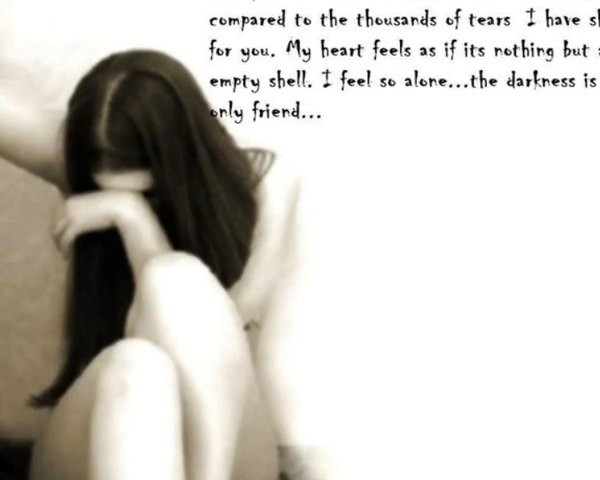 compared to the thousands of tears I have
for you. My heart feels as if its nothing but
empty shell. I feel so alone...the darkness is
only friend...